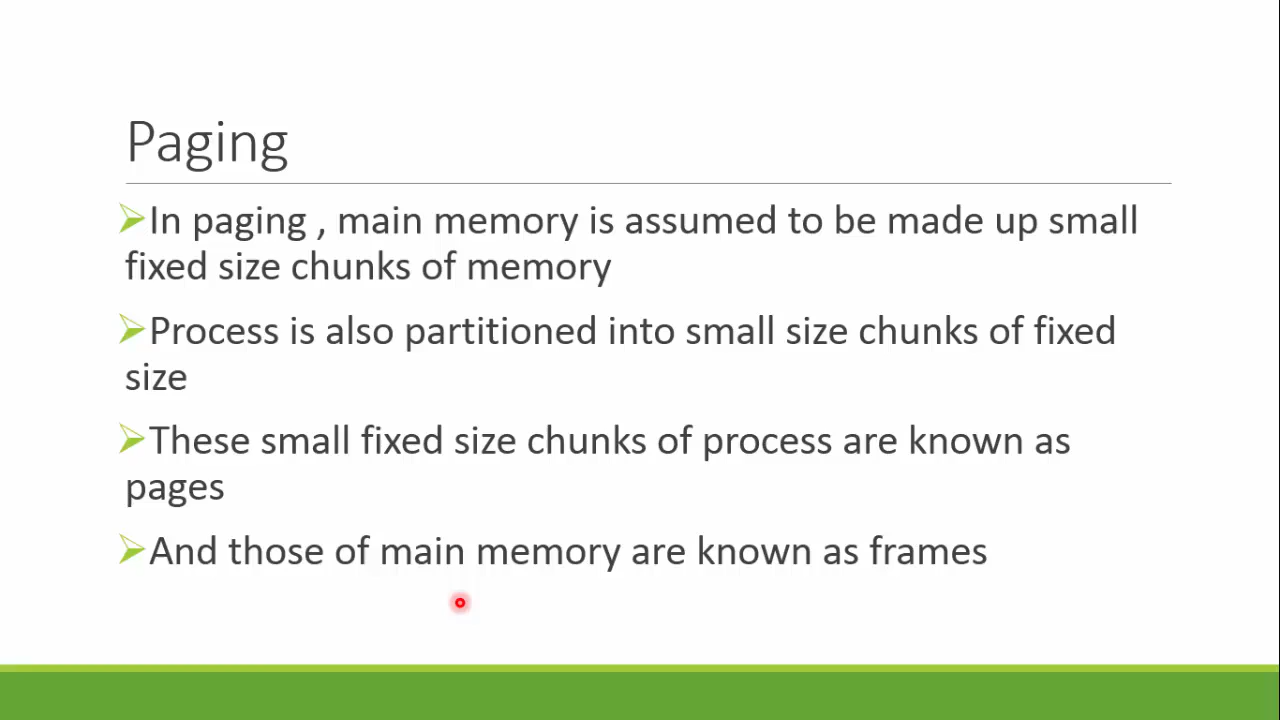 Paging
➢In paging , main memory is assumed to be made up small
fixed size chunks of memory
➢Process is also partitioned into small size chunks of fixed
size
➢These small fixed size chunks of process are known as
pages
➢And those of main memory are known as frames